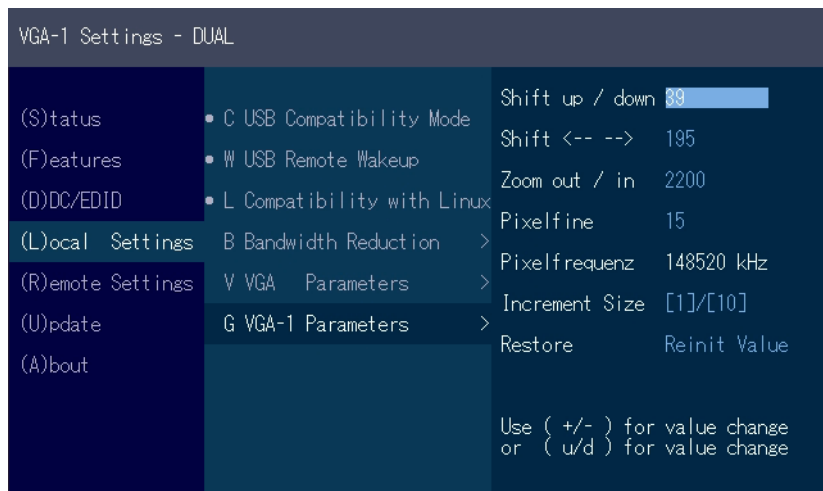 VGA-1 Settings - DUAL
(S)tatus
(F)eatures
(D)DC/EDID
(L)ocal Settings
(R)emote Settings
(U)pdate
(A)bout
• C USB Compatibility Mode
• W USB Remote Wakeup
• L Compatibility with Linux
B Bandwidth Reduction >
V VGA Parameters >
G VGA-1 Parameters >
Shift up / down 39
Shift <-- --> 195
Zoom out / in 2200
Pixelfine 15
Pixelfrequenz 148520 kHz
Increment Size [1]/[10]
Restore Reinit Value
Use ( +/- ) for value change
or ( u/d ) for value change